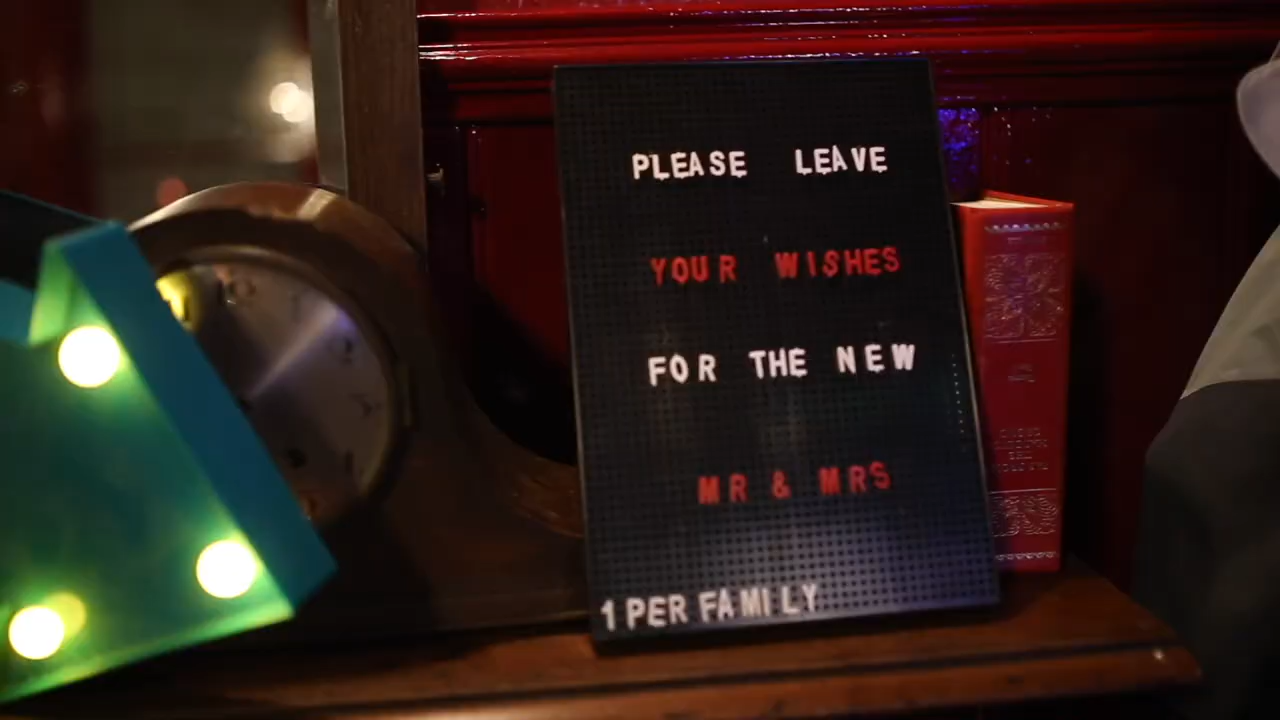 PLEASE LEAVE
YOUR WISHES
FOR THE NEW
MR & MRS
1 PER FAMILY